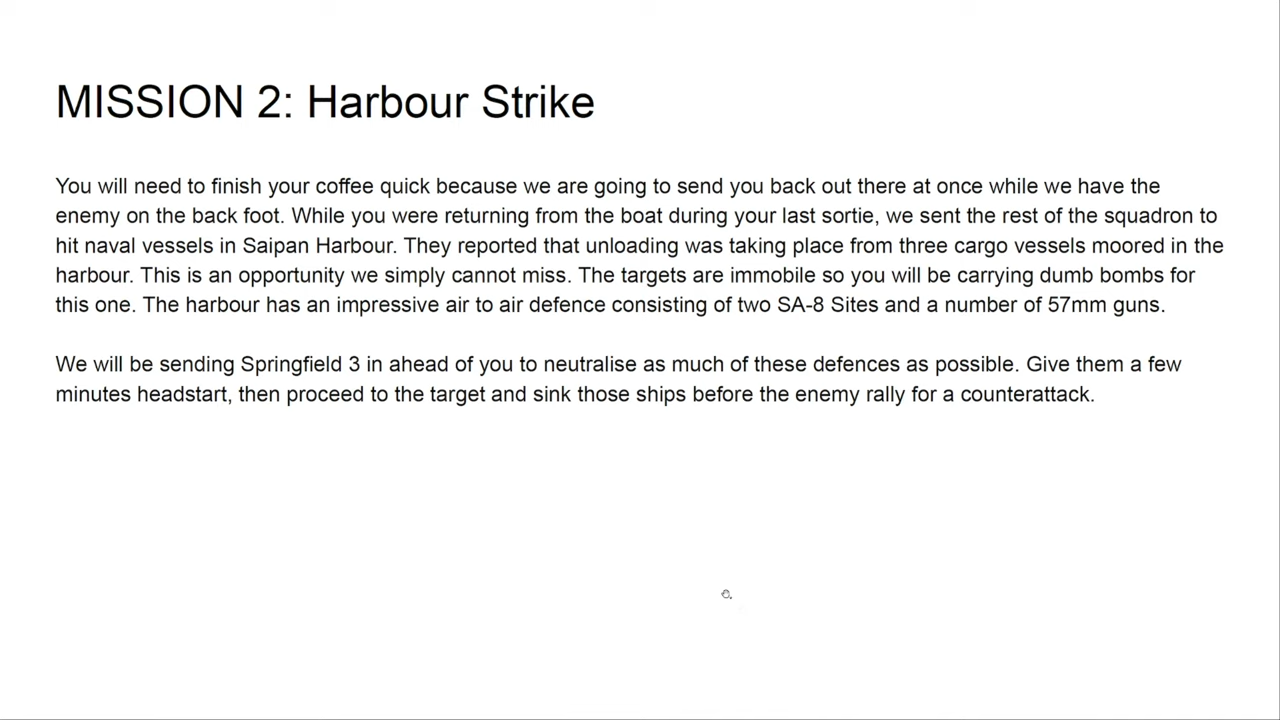 MISSION 2: Harbour Strike
You will need to finish your coffee quick because we are going to send you back out there at once while we have the
enemy on the back foot. While you were returning from the boat during your last sortie, we sent the rest of the squadron to
hit naval vessels in Saipan Harbour. They reported that unloading was taking place from three cargo vessels moored in the
harbour. This is an opportunity we simply cannot miss. The targets are immobile so you will be carrying dumb bombs for
this one. The harbour has an impressive air to air defence consisting of two SA-8 Sites and a number of 57mm guns.
We will be sending Springfield 3 in ahead of you to neutralise as much of these defences as possible. Give them a few
minutes headstart, then proceed to the target and sink those ships before the enemy rally for a counterattack.